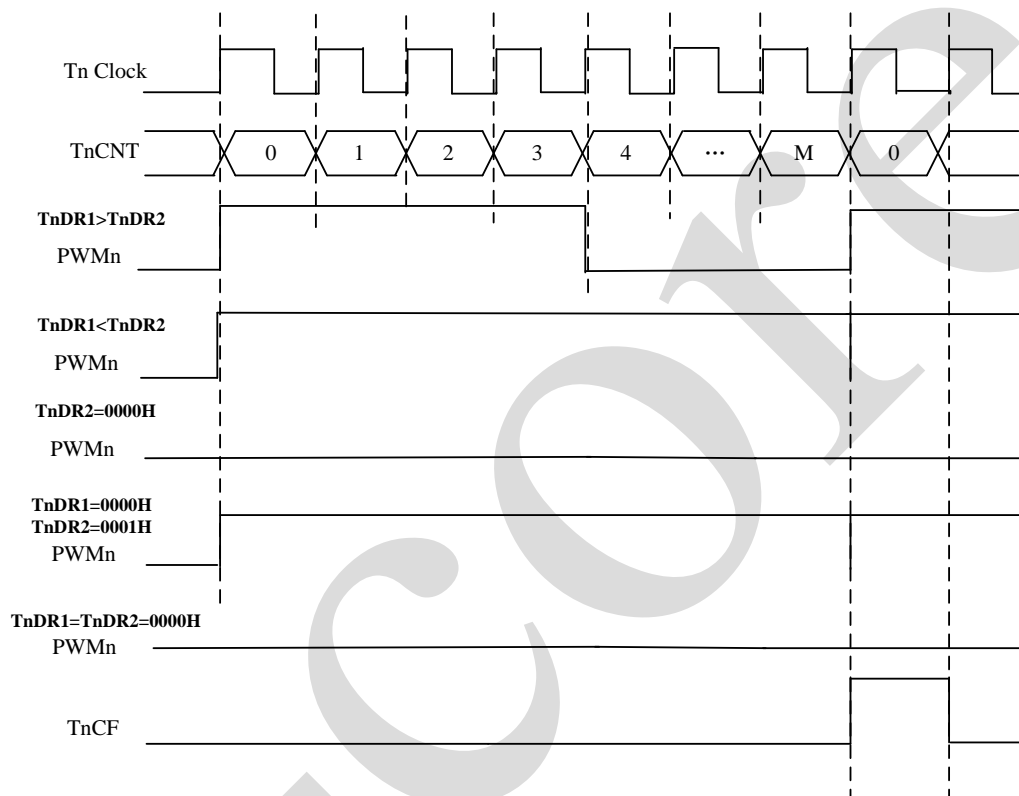 Tn Clock
TnCNT
0 1 2 3 4 ... M 0
TnDR1>TnDR2
PWMn
TnDR1<TnDR2
PWMn
TnDR2=0000H
PWMn
TnDR1=0000H
TnDR2=0001H
PWMn
TnDR1=TnDR2=0000H
PWMn
TnCF
core